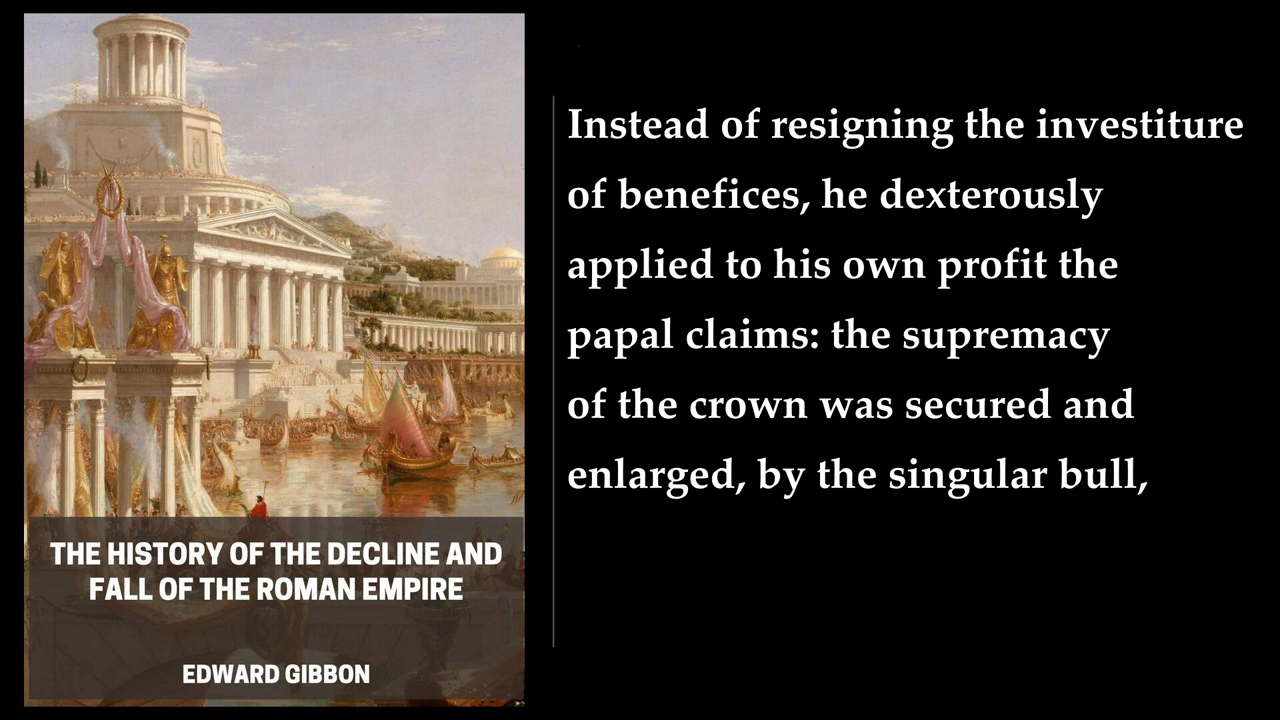 THE HISTORY OF THE DECLINE AND
FALL OF THE ROMAN EMPIRE
EDWARD GIBBON
Instead of resigning the investiture
of benefices, he dexterously
applied to his own profit the
papal claims: the supremacy
of the crown was secured and
enlarged, by the singular bull,